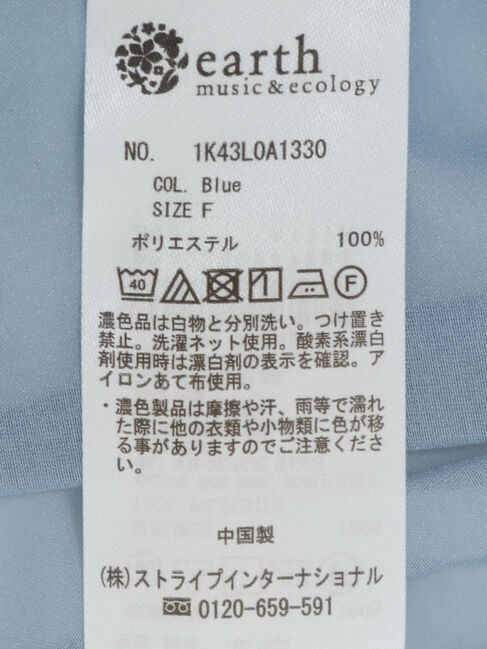 earth
music&ecology
NO. 1K43L0A1330
COL. Blue
SIZE F
ポリエステル 100%
40 F
濃色品は白物と分別洗い。つけ置き
禁止。洗濯ネット使用。酸素系漂白
剤使用時は漂白剤の表示を確認。ア
イロンあて布使用。
・濃色製品は摩擦や汗、雨等で濡れ
た際に他の衣類や小物類に色が移
る事がありますのでご注意くださ
い。
中国製
(株)ストライプインターナショナル
0120-659-591